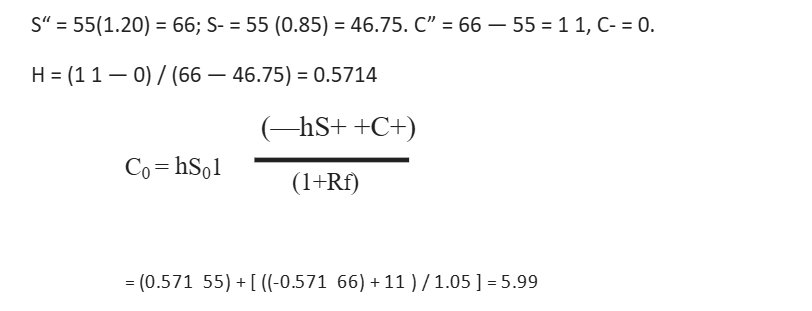 S“ = 55(1.20) = 66; S- = 55 (0.85) = 46.75. C” = 66 — 55 = 1 1, C- = 0.
H = (1 1 — 0) / (66 — 46.75) = 0.5714
(—hS+ +C+)
C₀ = hS₀1
(1+Rf)
= (0.571 55) + [ ((-0.571 66) + 11 ) / 1.05 ] = 5.99